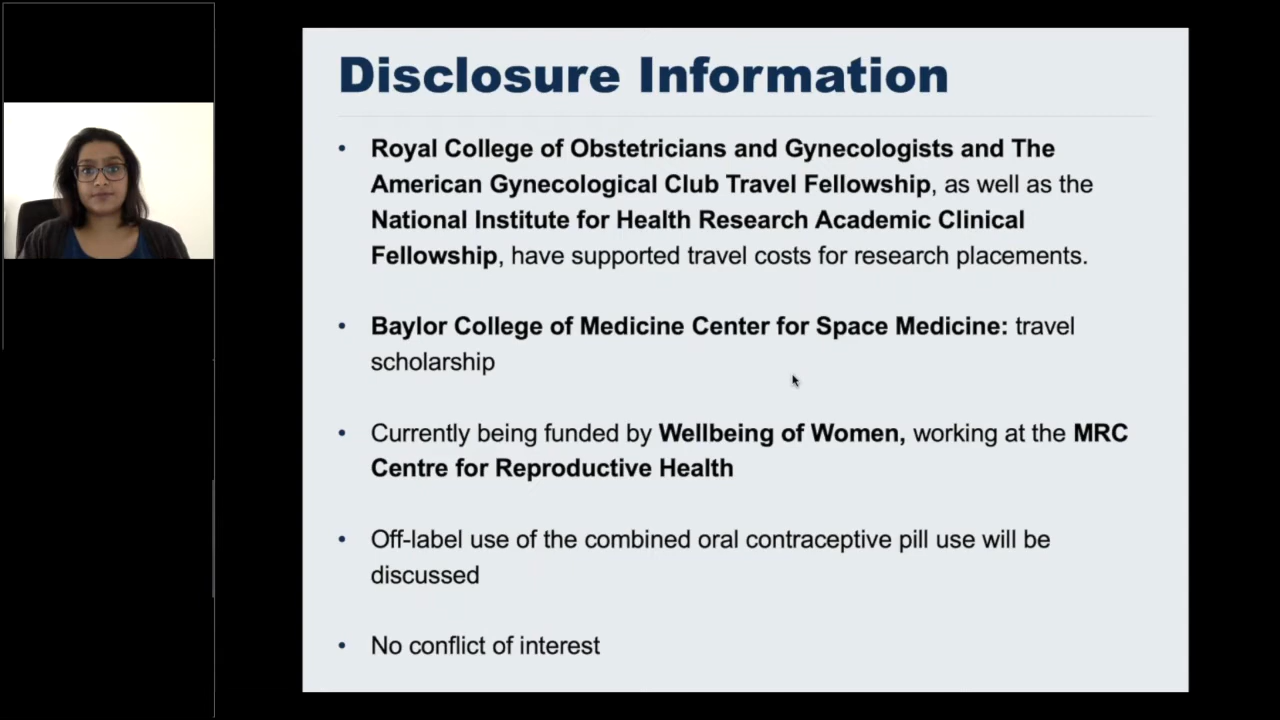 Disclosure Information
• Royal College of Obstetricians and Gynecologists and The
American Gynecological Club Travel Fellowship, as well as the
National Institute for Health Research Academic Clinical
Fellowship, have supported travel costs for research placements.
• Baylor College of Medicine Center for Space Medicine: travel
scholarship
• Currently being funded by Wellbeing of Women, working at the MRC
Centre for Reproductive Health
• Off-label use of the combined oral contraceptive pill use will be
discussed
• No conflict of interest